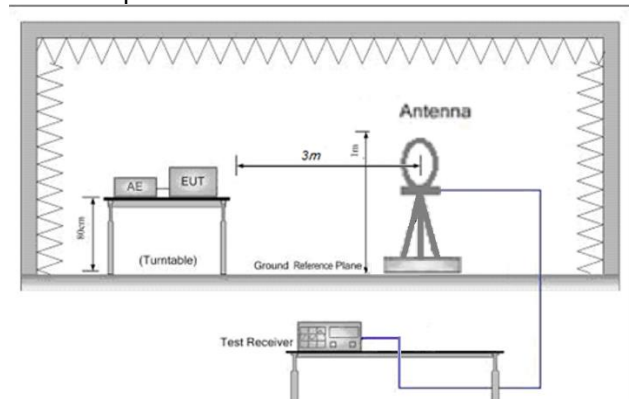 Antenna
3m
1m
AE
EUT
80cm
(Turntable)
Ground Reference Plane
Test Receiver